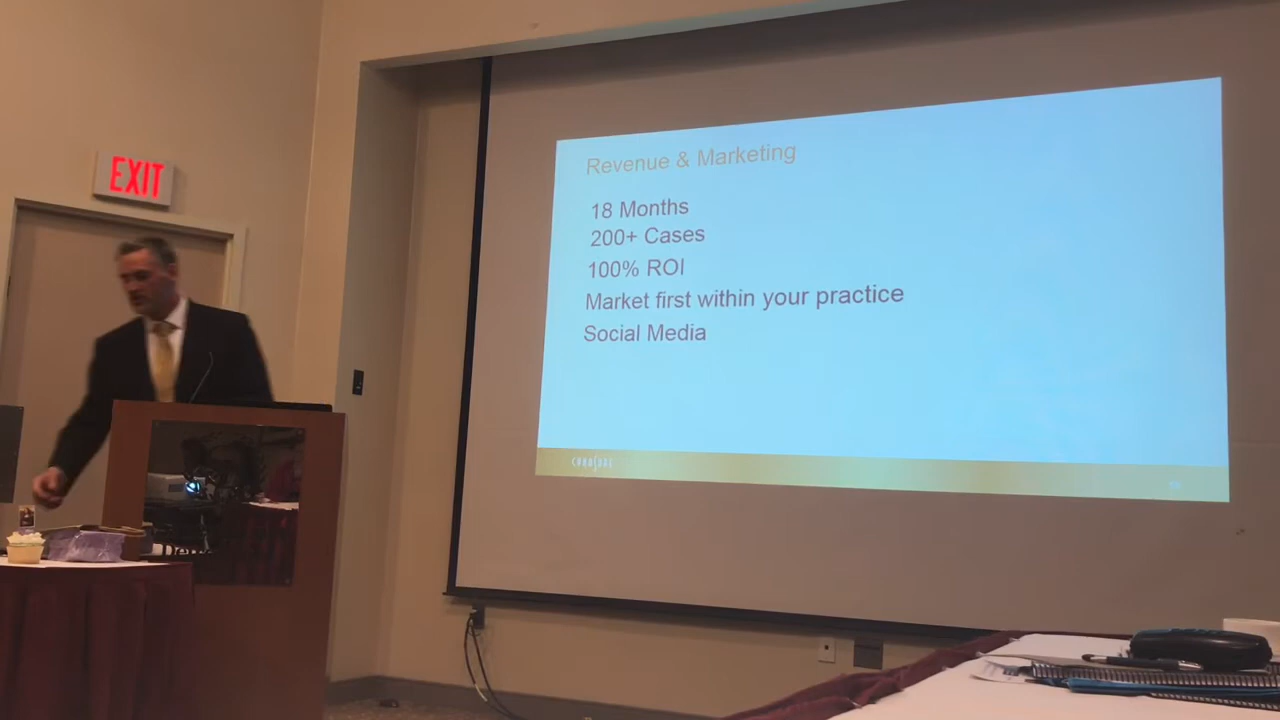 EXIT
Revenue & Marketing
18 Months
200+ Cases
100% ROI
Market first within your practice
Social Media